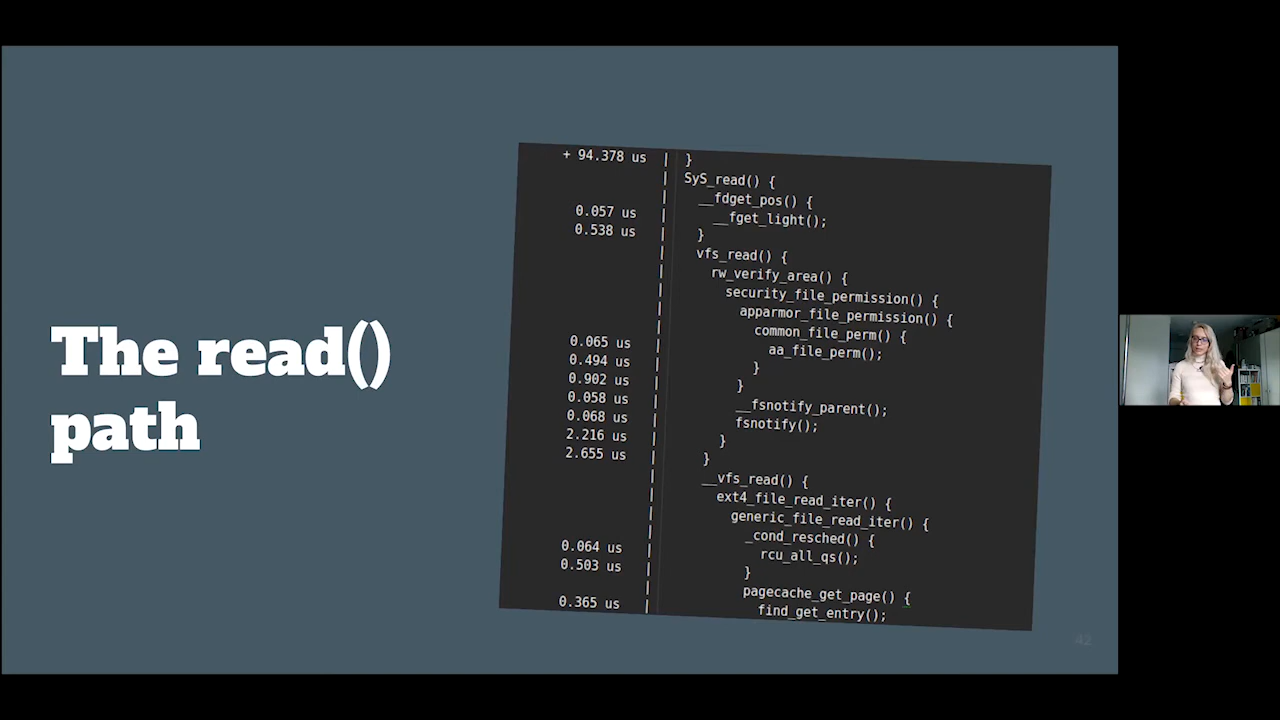 The read()
path
+ 94.378 us | }
| SyS_read() {
| __fdget_pos() {
0.057 us | __fget_light();
0.538 us | }
| vfs_read() {
| rw_verify_area() {
| security_file_permission() {
| apparmor_file_permission() {
| common_file_perm() {
0.065 us | aa_file_perm();
0.494 us | }
0.902 us | }
0.058 us | __fsnotify_parent();
0.068 us | fsnotify();
2.216 us | }
2.655 us | }
| __vfs_read() {
| ext4_file_read_iter() {
| generic_file_read_iter() {
| _cond_resched() {
0.064 us | rcu_all_qs();
0.503 us | }
| pagecache_get_page() {
0.365 us | find_get_entry();
42